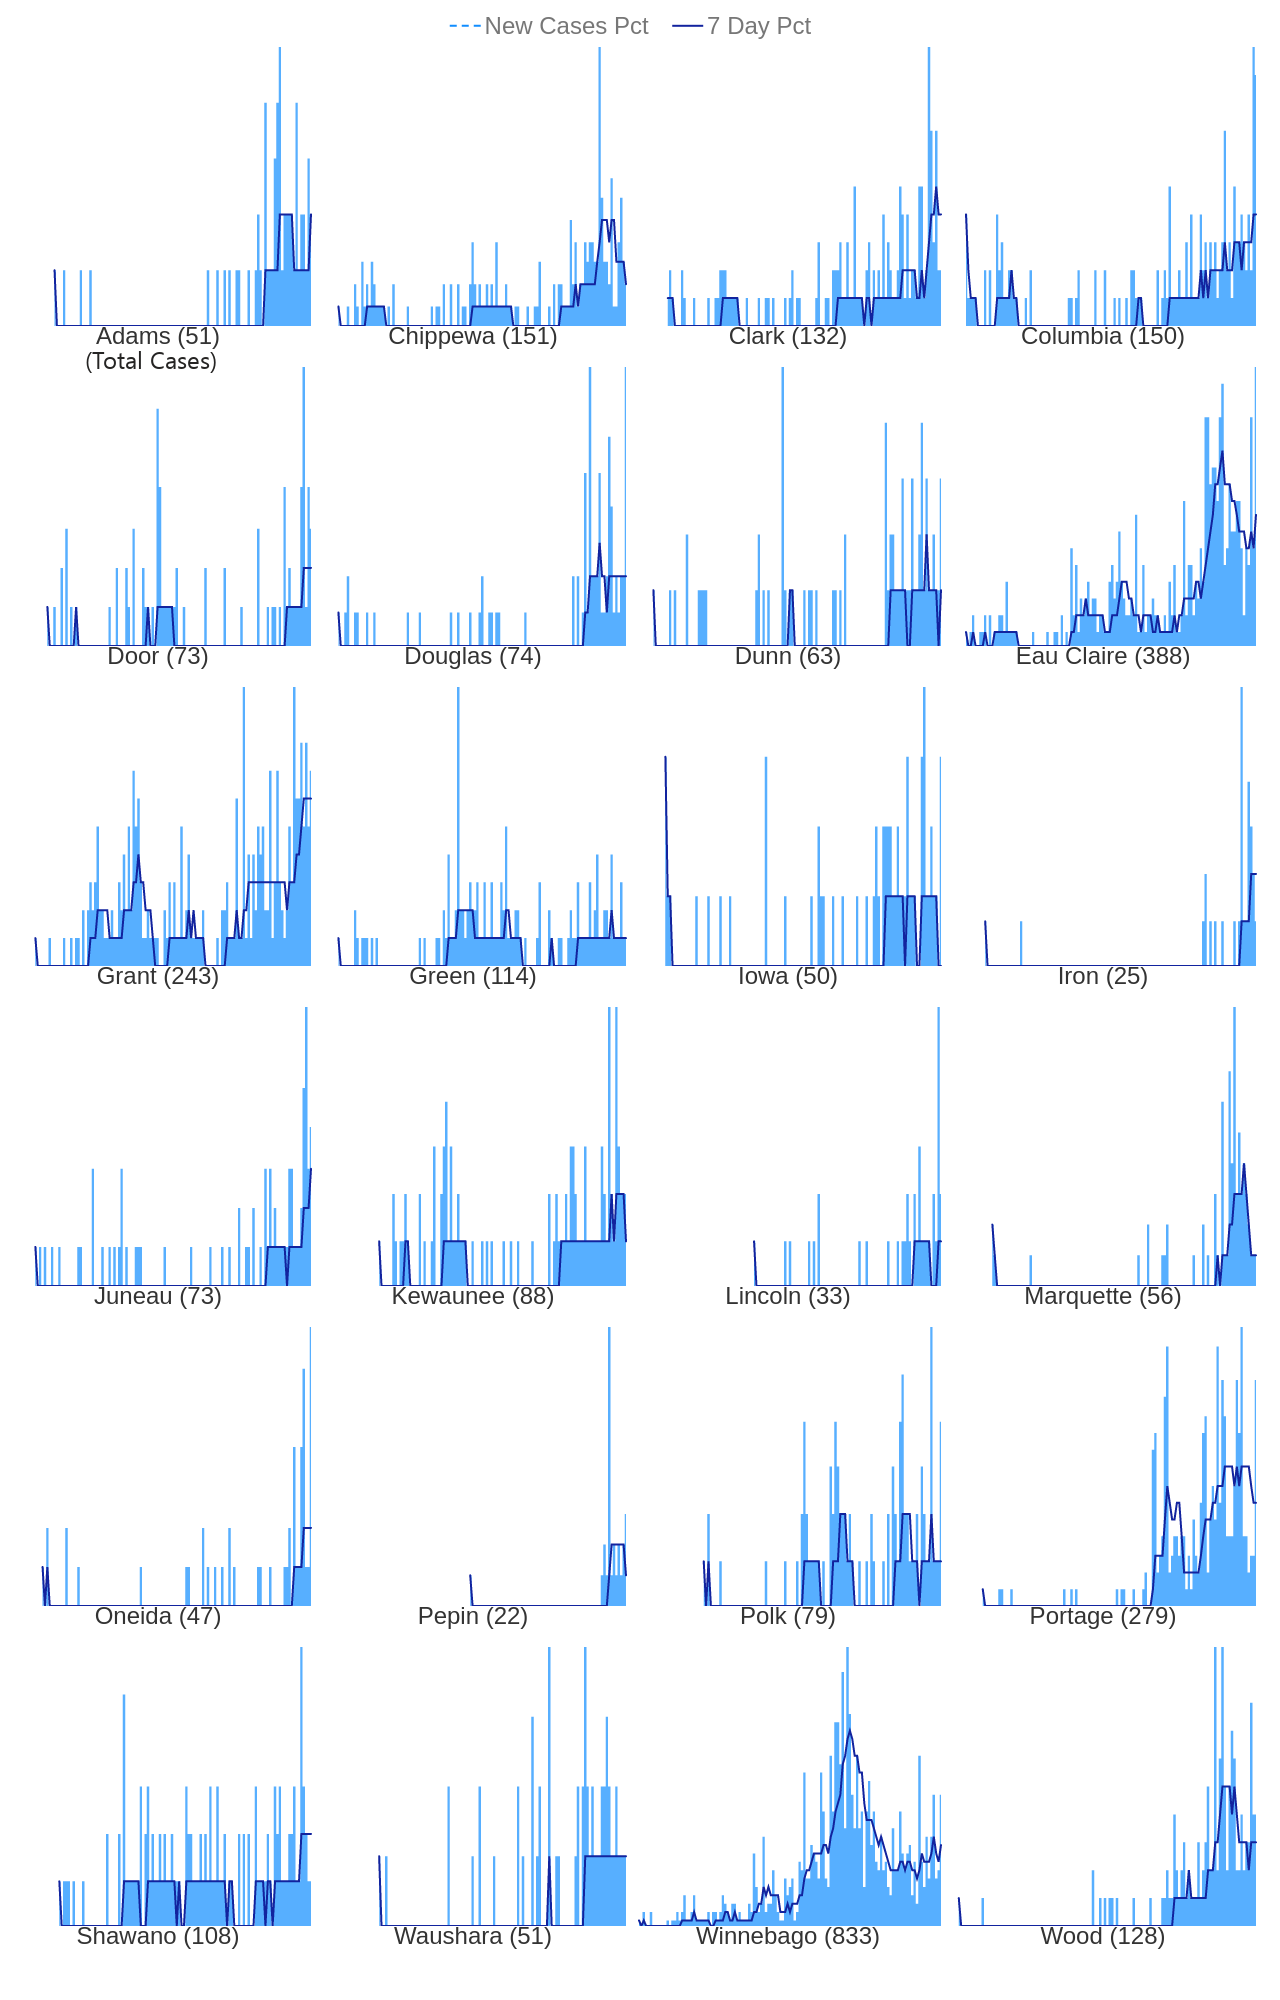 New Cases Pct 7 Day Pct
Adams (51) Chippewa (151) Clark (132) Columbia (150)
(Total Cases)
Door (73) Douglas (74) Dunn (63) Eau Claire (388)
Grant (243) Green (114) Iowa (50) Iron (25)
Juneau (73) Kewaunee (88) Lincoln (33) Marquette (56)
Oneida (47) Pepin (22) Polk (79) Portage (279)
Shawano (108) Waushara (51) Winnebago (833) Wood (128)